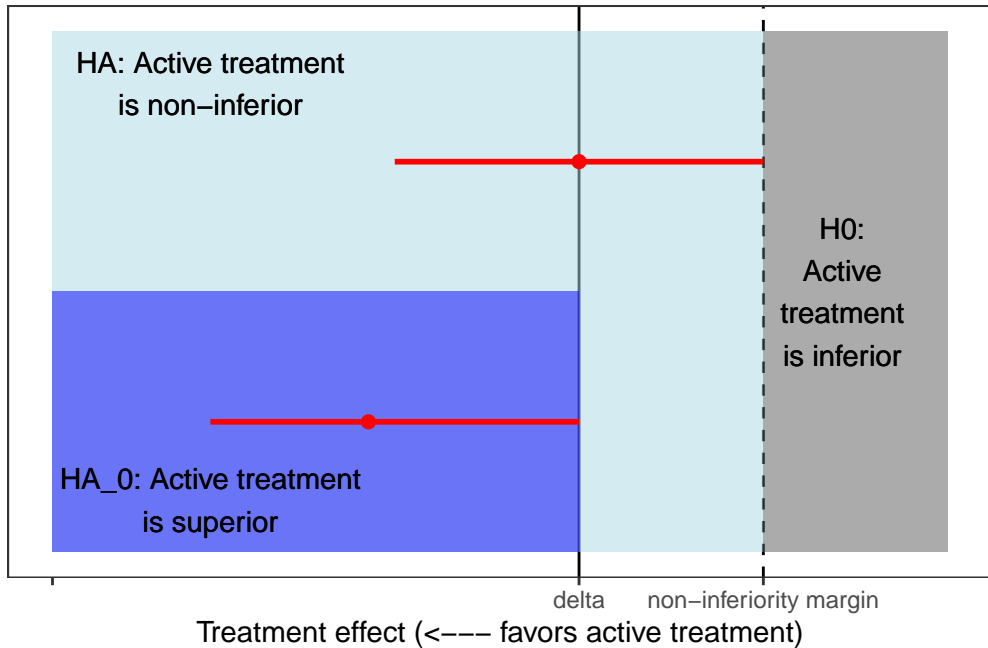 HA: Active treatment
is non−inferior
H0:
Active
treatment
is inferior
HA_0: Active treatment
is superior
delta
non−inferiority margin
Treatment effect (<−−− favors active treatment)